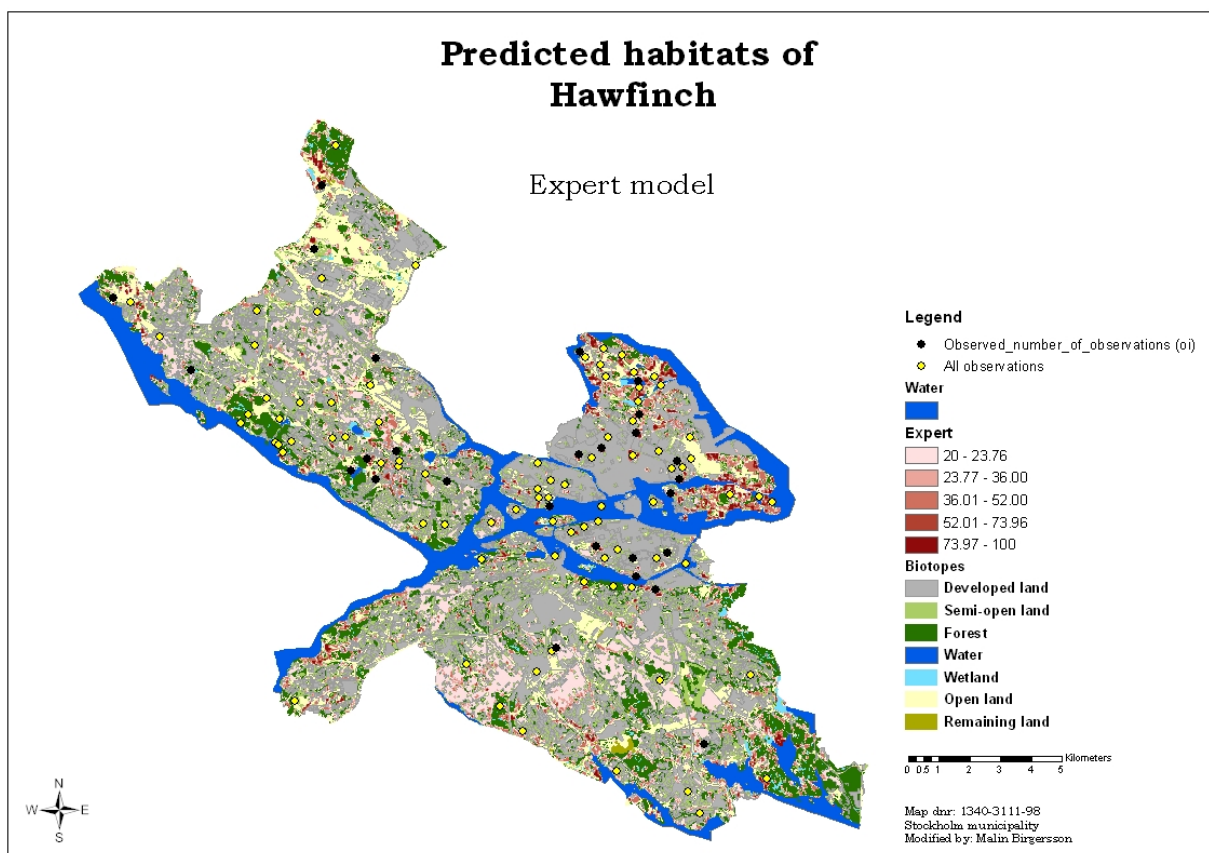 Predicted habitats of
Hawfinch
Expert model
Legend
Observed_number_of_observations (oi)
All observations
Water
Expert
20 - 23.76
23.77 - 36.00
36.01 - 52.00
52.01 - 73.96
73.97 - 100
Biotopes
Developed land
Semi-open land
Forest
Water
Wetland
Open land
Remaining land
Kilometers
0 0.5 1 2 3 4 5
N
W E
S
Map dnr: 1340-3111-98
Stockholm municipality
Modified by: Malin Birgersson